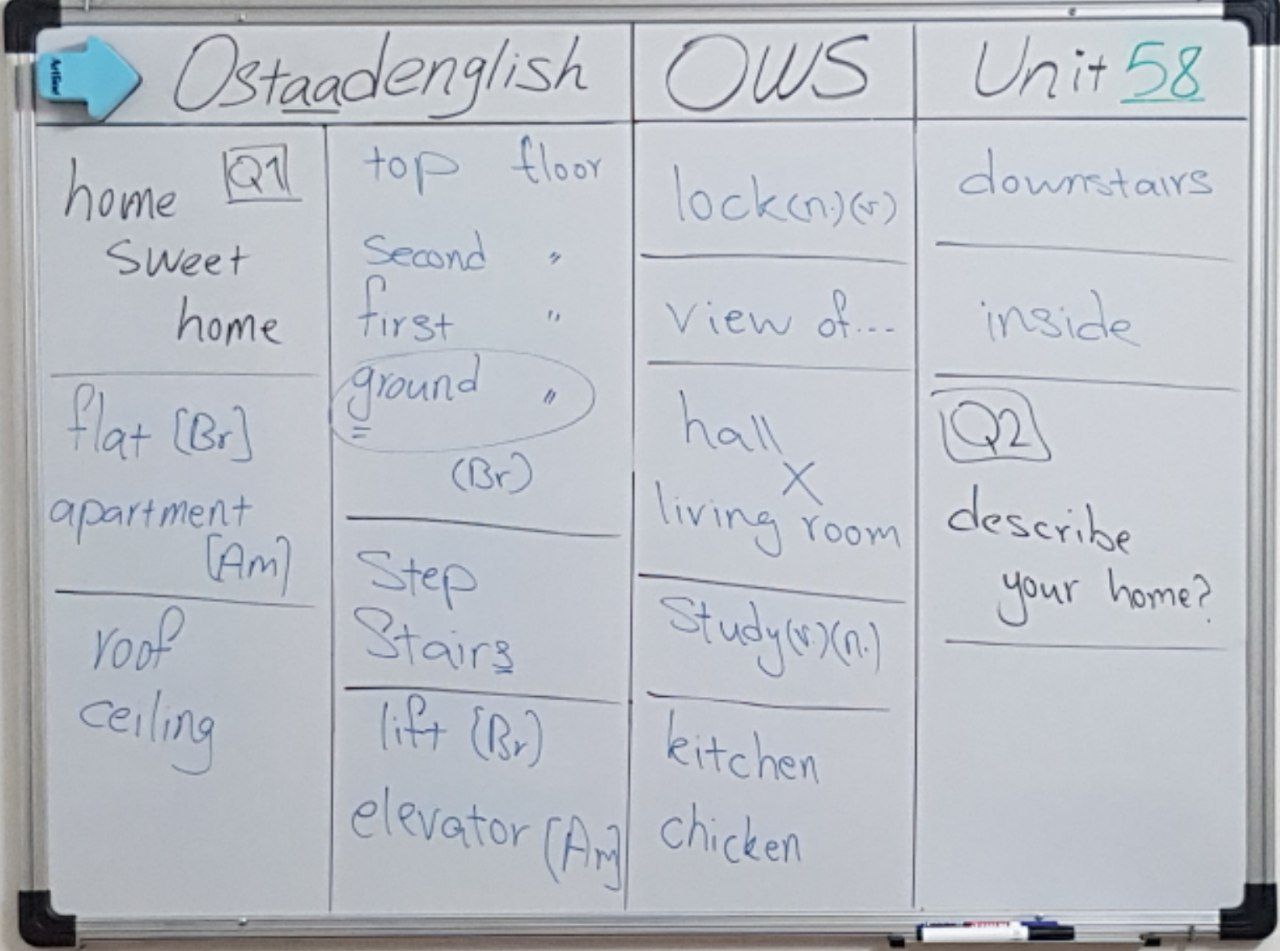 Ostaadenglish
OWS
Unit 58
Artline
home
Q1
sweet
home
flat [Br]
apartment
[Am]
roof
ceiling
top floor
Second "
first "
ground "
(Br)
Step
Stairs
lift (Br)
elevator [Am]
lock (n.)(v.)
view of...
hall
X
living room
Study (v.)(n.)
kitchen
chicken
downstairs
inside
Q2
describe
your home?